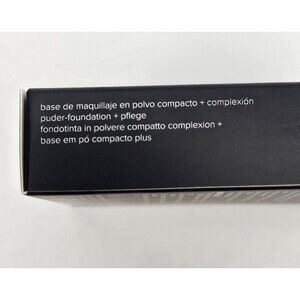 base de maquillaje en polvo compacto + complexión
puder-foundation + pflege
fondotinta in polvere compatto complexion +
base em pó compacto plus